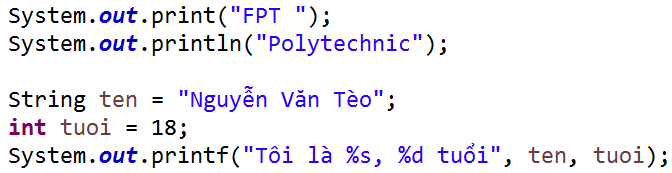 System.out.print("FPT ");
System.out.println("Polytechnic");
String ten = "Nguyễn Văn Tèo";
int tuoi = 18;
System.out.printf("Tôi là %s, %d tuổi", ten, tuoi);